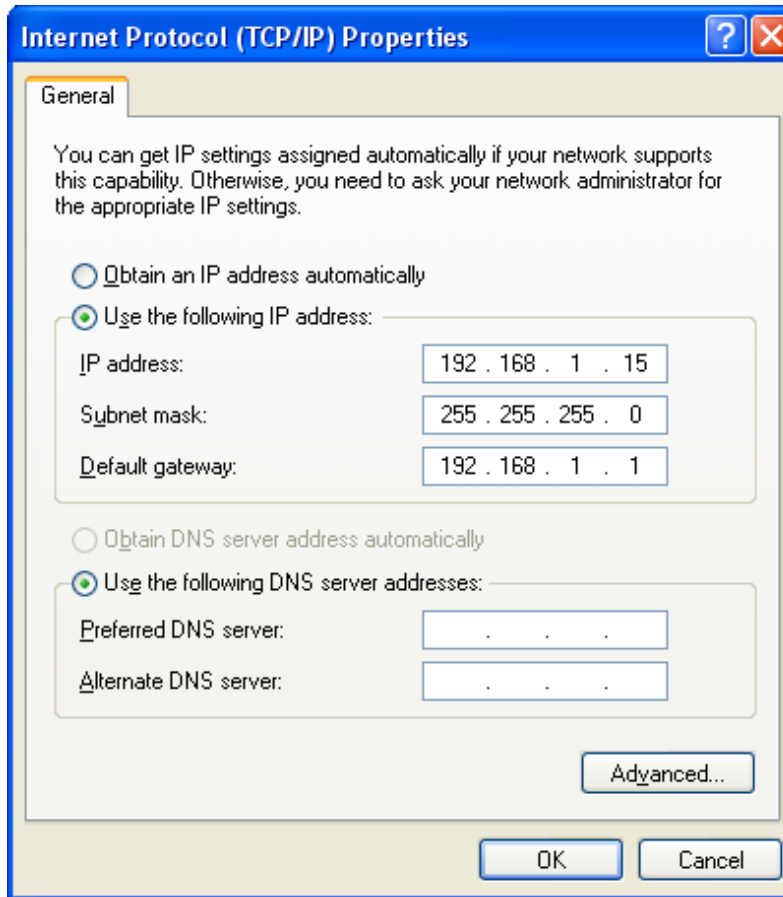 Internet Protocol (TCP/IP) Properties
General
You can get IP settings assigned automatically if your network supports
this capability. Otherwise, you need to ask your network administrator for
the appropriate IP settings.
Obtain an IP address automatically
Use the following IP address:
IP address: 192 . 168 . 1 . 15
Subnet mask: 255 . 255 . 255 . 0
Default gateway: 192 . 168 . 1 . 1
Obtain DNS server address automatically
Use the following DNS server addresses:
Preferred DNS server: . . .
Alternate DNS server: . . .
Advanced...
OK Cancel